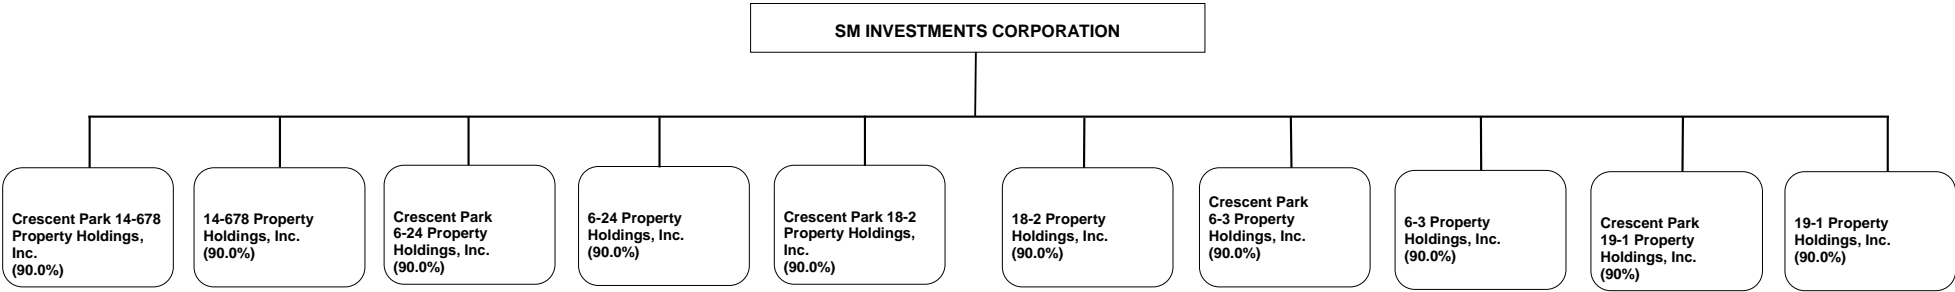 SM INVESTMENTS CORPORATION
Crescent Park 14-678
Property Holdings,
Inc.
(90.0%)
14-678 Property
Holdings, Inc.
(90.0%)
Crescent Park
6-24 Property
Holdings, Inc.
(90.0%)
6-24 Property
Holdings, Inc.
(90.0%)
Crescent Park 18-2
Property Holdings,
Inc.
(90.0%)
18-2 Property
Holdings, Inc.
(90.0%)
Crescent Park
6-3 Property
Holdings, Inc.
(90.0%)
6-3 Property
Holdings, Inc.
(90.0%)
Crescent Park
19-1 Property
Holdings, Inc.
(90%)
19-1 Property
Holdings, Inc.
(90.0%)